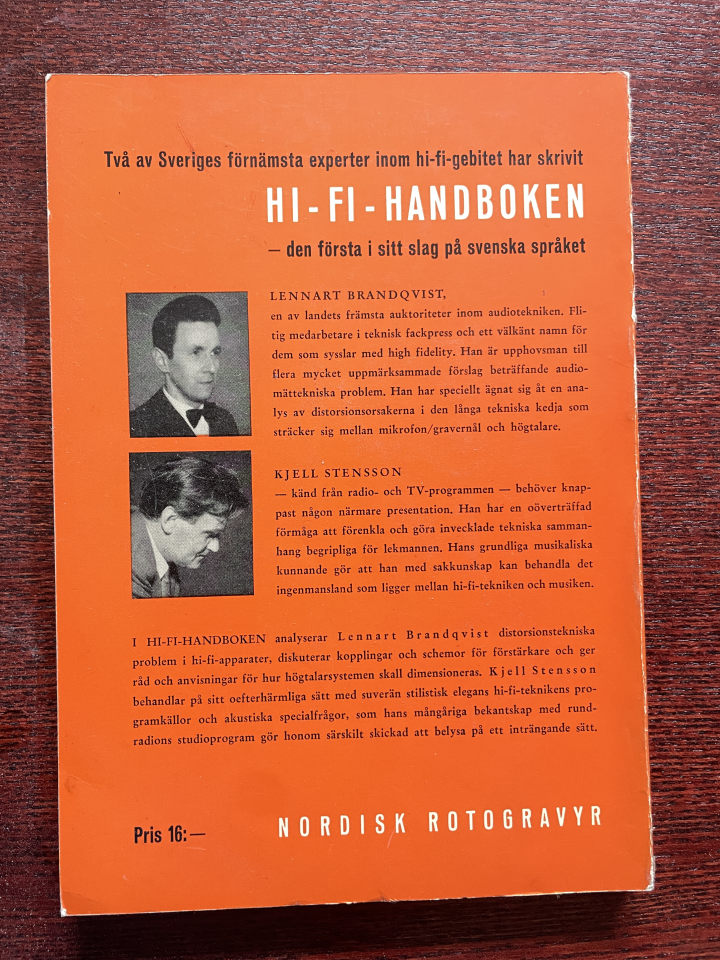 Två av Sveriges förnämsta experter inom hi-fi-gebitet har skrivit
HI-FI-HANDBOKEN
— den första i sitt slag på svenska språket
LENNART BRANDQVIST,
en av landets främsta auktoriteter inom audiotekniken. Fli-
tig medarbetare i teknisk fackpress och ett välkänt namn för
dem som sysslar med high fidelity. Han är upphovsman till
flera mycket uppmärksammade förslag beträffande audio-
mättekniska problem. Han har speciellt ägnat sig åt en ana-
lys av distorsionsorsakerna i den långa tekniska kedja som
sträcker sig mellan mikrofon/gravernål och högtalare.
KJELL STENSSON
— känd från radio- och TV-programmen — behöver knap-
past någon närmare presentation. Han har en oöverträffad
förmåga att förenkla och göra invecklade tekniska samman-
hang begripliga för lekmannen. Hans grundliga musikaliska
kunnande gör att han med sakkunskap kan behandla det
ingenmansland som ligger mellan hi-fi-tekniken och musiken.
I HI-FI-HANDBOKEN analyserar Lennart Brandqvist distorsionstekniska
problem i hi-fi-apparater, diskuterar kopplingar och schemor för förstärkare och ger
råd och anvisningar för hur högtalarsystemen skall dimensioneras. Kjell Stensson
behandlar på sitt oefterhärmliga sätt med suverän stilistisk elegans hi-fi-teknikens pro-
gramkällor och akustiska specialfrågor, som hans mångåriga bekantskap med rund-
radions studioprogram gör honom särskilt skickad att belysa på ett inträngande sätt.
Pris 16:—
NORDISK ROTOGRAVYR